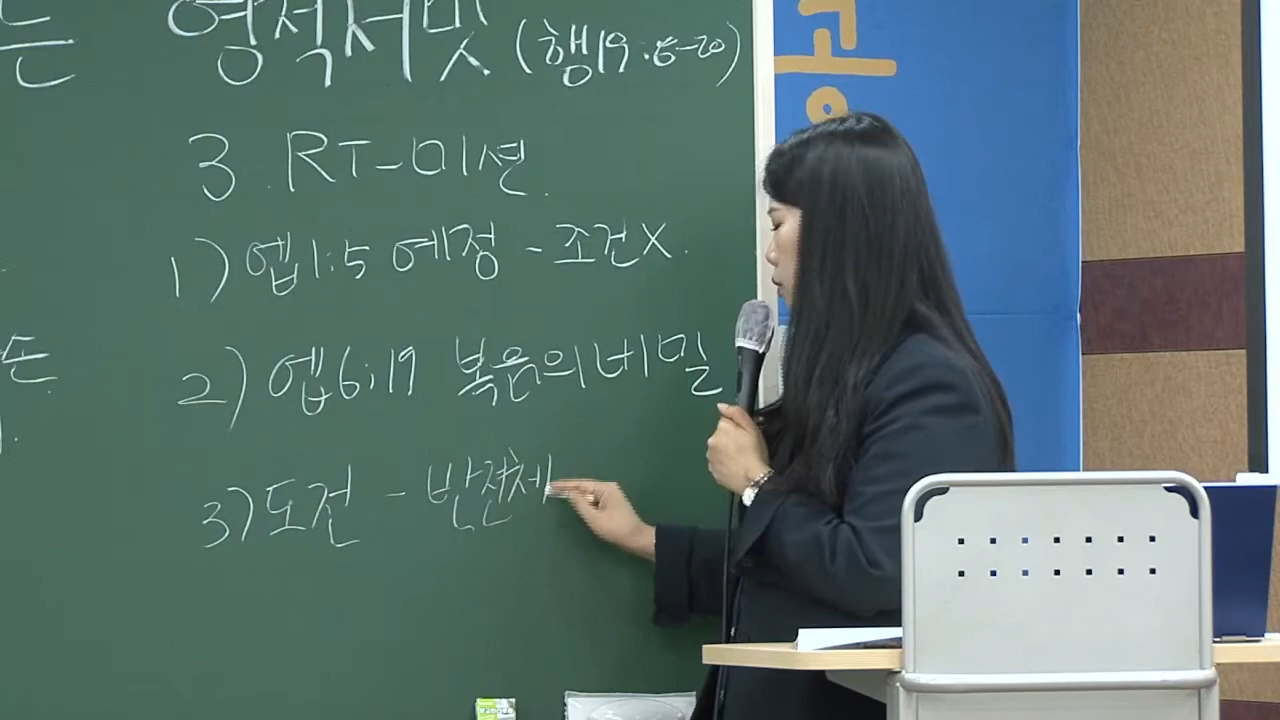 는 영적서밋 (행19:8-20)
3. RT-미션.
1) 엡1:5 예정 - 조건X.
2) 엡6:19 복음의 비밀
3) 도전 - 반전체